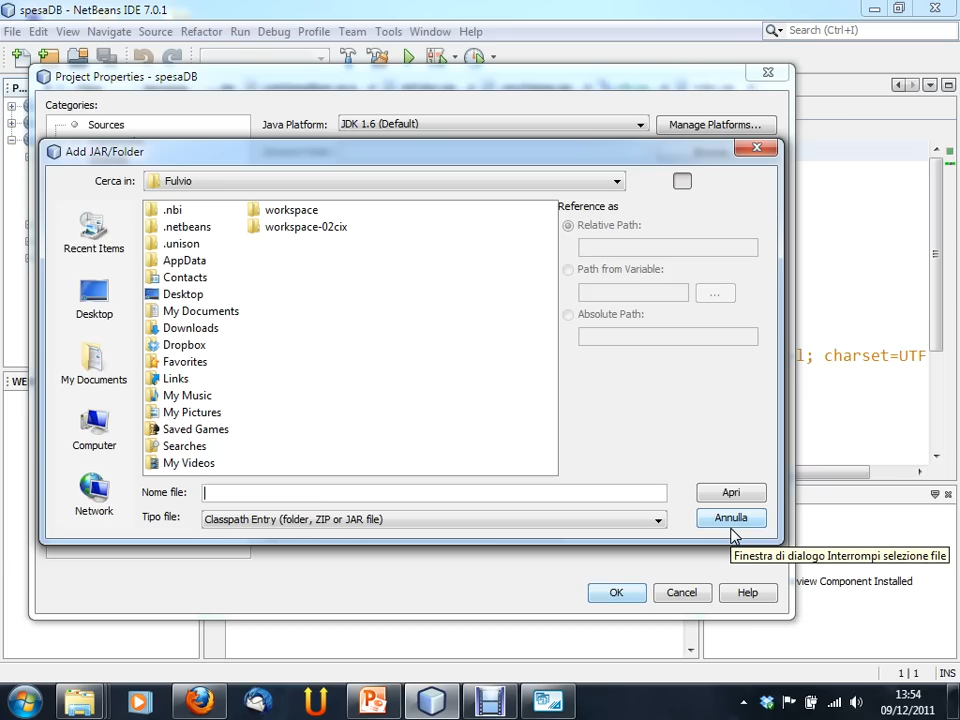 spesaDB - NetBeans IDE 7.0.1
File Edit View Navigate Source Refactor Run Debug Profile Team Tools Window Help
Search (Ctrl+I)
Project Properties - spesaDB
P...
Categories:
Sources
Java Platform:
JDK 1.6 (Default)
Manage Platforms...
Add JAR/Folder
Cerca in:
Fulvio
Recent Items
Desktop
My Documents
Computer
Network
.nbi
.netbeans
.unison
AppData
Contacts
Desktop
My Documents
Downloads
Dropbox
Favorites
Links
My Music
My Pictures
Saved Games
Searches
My Videos
workspace
workspace-02cix
Reference as
Relative Path:
Path from Variable:
...
Absolute Path:
l; charset=UTF
WE
Nome file:
Apri
Tipo file:
Classpath Entry (folder, ZIP or JAR file)
Annulla
Finestra di dialogo Interrompi selezione file
view Component Installed
OK
Cancel
Help
1 | 1
INS
13:54
09/12/2011